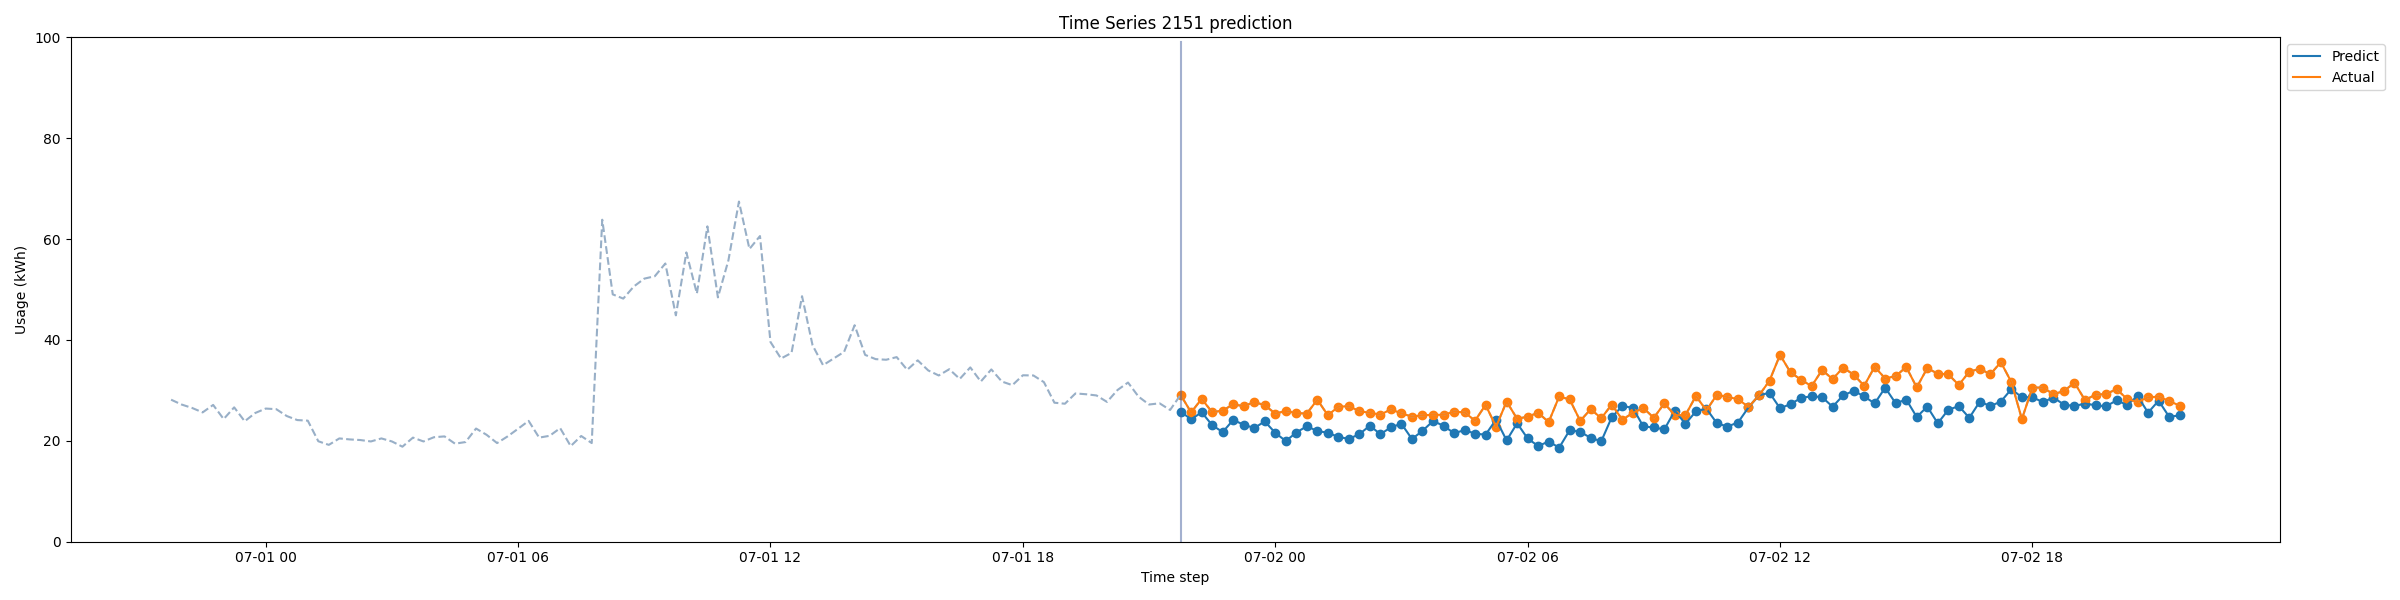 Time Series 2151 prediction
Usage (kWh)
100
80
60
40
20
0
07-01 00
07-01 06
07-01 12
07-01 18
07-02 00
07-02 06
07-02 12
07-02 18
Time step
Predict
Actual